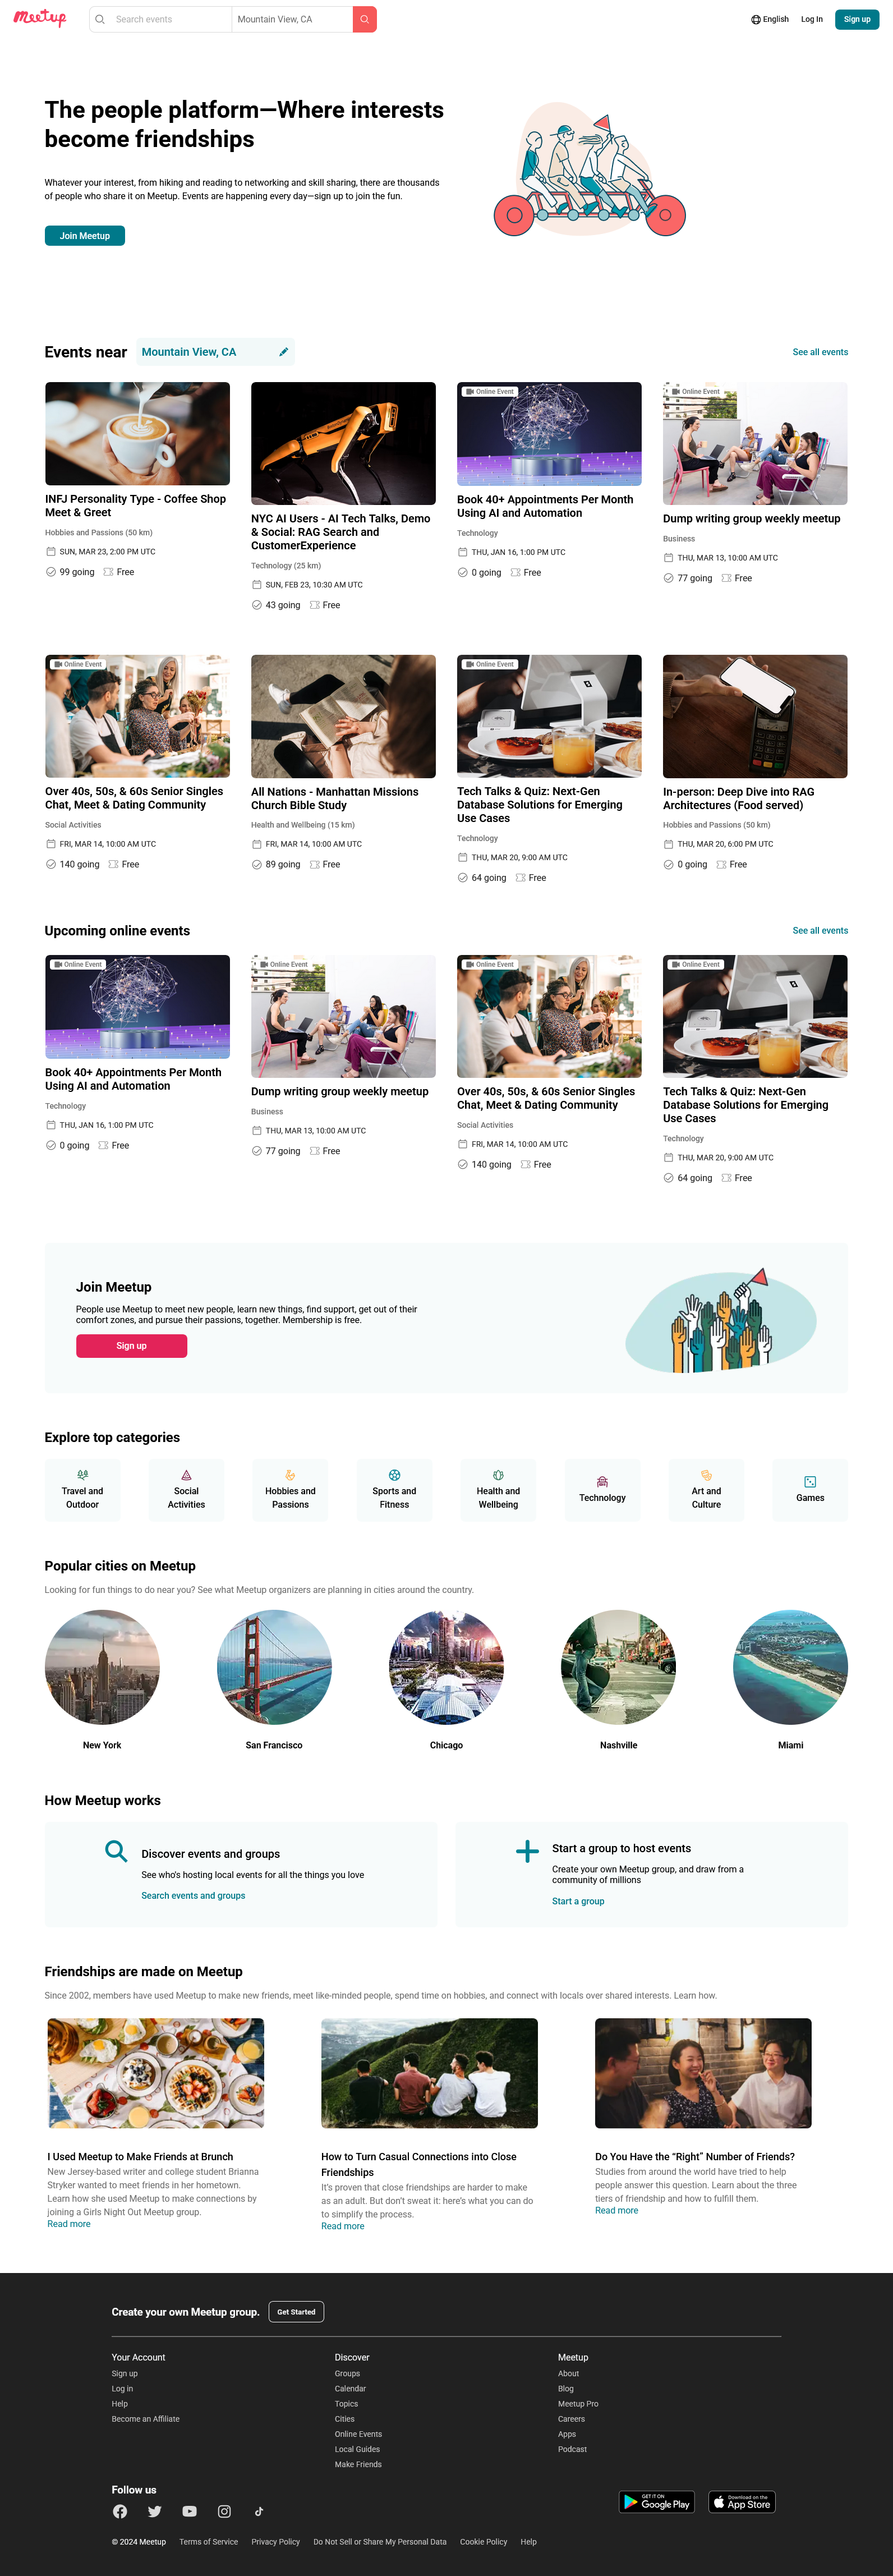 Meetup
Search events
Mountain View, CA
English
Log In
Sign up
The people platform—Where interests
become friendships
Whatever your interest, from hiking and reading to networking and skill sharing, there are thousands
of people who share it on Meetup. Events are happening every day—sign up to join the fun.
Join Meetup
Events near
Mountain View, CA
See all events
INFJ Personality Type - Coffee Shop
Meet & Greet
Hobbies and Passions (50 km)
SUN, MAR 23, 2:00 PM UTC
99 going
Free
NYC AI Users - AI Tech Talks, Demo
& Social: RAG Search and
CustomerExperience
Technology (25 km)
SUN, FEB 23, 10:30 AM UTC
43 going
Free
Online Event
Book 40+ Appointments Per Month
Using AI and Automation
Technology
THU, JAN 16, 1:00 PM UTC
0 going
Free
Online Event
Dump writing group weekly meetup
Business
THU, MAR 13, 10:00 AM UTC
77 going
Free
Online Event
Over 40s, 50s, & 60s Senior Singles
Chat, Meet & Dating Community
Social Activities
FRI, MAR 14, 10:00 AM UTC
140 going
Free
All Nations - Manhattan Missions
Church Bible Study
Health and Wellbeing (15 km)
FRI, MAR 14, 10:00 AM UTC
89 going
Free
Online Event
Tech Talks & Quiz: Next-Gen
Database Solutions for Emerging
Use Cases
Technology
THU, MAR 20, 9:00 AM UTC
64 going
Free
In-person: Deep Dive into RAG
Architectures (Food served)
Hobbies and Passions (50 km)
THU, MAR 20, 6:00 PM UTC
0 going
Free
Upcoming online events
See all events
Online Event
Book 40+ Appointments Per Month
Using AI and Automation
Technology
THU, JAN 16, 1:00 PM UTC
0 going
Free
Online Event
Dump writing group weekly meetup
Business
THU, MAR 13, 10:00 AM UTC
77 going
Free
Online Event
Over 40s, 50s, & 60s Senior Singles
Chat, Meet & Dating Community
Social Activities
FRI, MAR 14, 10:00 AM UTC
140 going
Free
Online Event
Tech Talks & Quiz: Next-Gen
Database Solutions for Emerging
Use Cases
Technology
THU, MAR 20, 9:00 AM UTC
64 going
Free
Join Meetup
People use Meetup to meet new people, learn new things, find support, get out of their
comfort zones, and pursue their passions, together. Membership is free.
Sign up
Explore top categories
Travel and
Outdoor
Social
Activities
Hobbies and
Passions
Sports and
Fitness
Health and
Wellbeing
Technology
Art and
Culture
Games
Popular cities on Meetup
Looking for fun things to do near you? See what Meetup organizers are planning in cities around the country.
New York
San Francisco
Chicago
Nashville
Miami
How Meetup works
Discover events and groups
See who's hosting local events for all the things you love
Search events and groups
Start a group to host events
Create your own Meetup group, and draw from a
community of millions
Start a group
Friendships are made on Meetup
Since 2002, members have used Meetup to make new friends, meet like-minded people, spend time on hobbies, and connect with locals over shared interests. Learn how.
I Used Meetup to Make Friends at Brunch
New Jersey-based writer and college student Brianna
Stryker wanted to meet friends in her hometown.
Learn how she used Meetup to make connections by
joining a Girls Night Out Meetup group.
Read more
How to Turn Casual Connections into Close
Friendships
It's proven that close friendships are harder to make
as an adult. But don't sweat it: here's what you can do
to simplify the process.
Read more
Do You Have the “Right” Number of Friends?
Studies from around the world have tried to help
people answer this question. Learn about the three
tiers of friendship and how to fulfill them.
Read more
Create your own Meetup group.
Get Started
Your Account
Sign up
Log in
Help
Become an Affiliate
Discover
Groups
Calendar
Topics
Cities
Online Events
Local Guides
Make Friends
Meetup
About
Blog
Meetup Pro
Careers
Apps
Podcast
Follow us
GET IT ON
Google Play
Download on the
App Store
© 2024 Meetup
Terms of Service
Privacy Policy
Do Not Sell or Share My Personal Data
Cookie Policy
Help